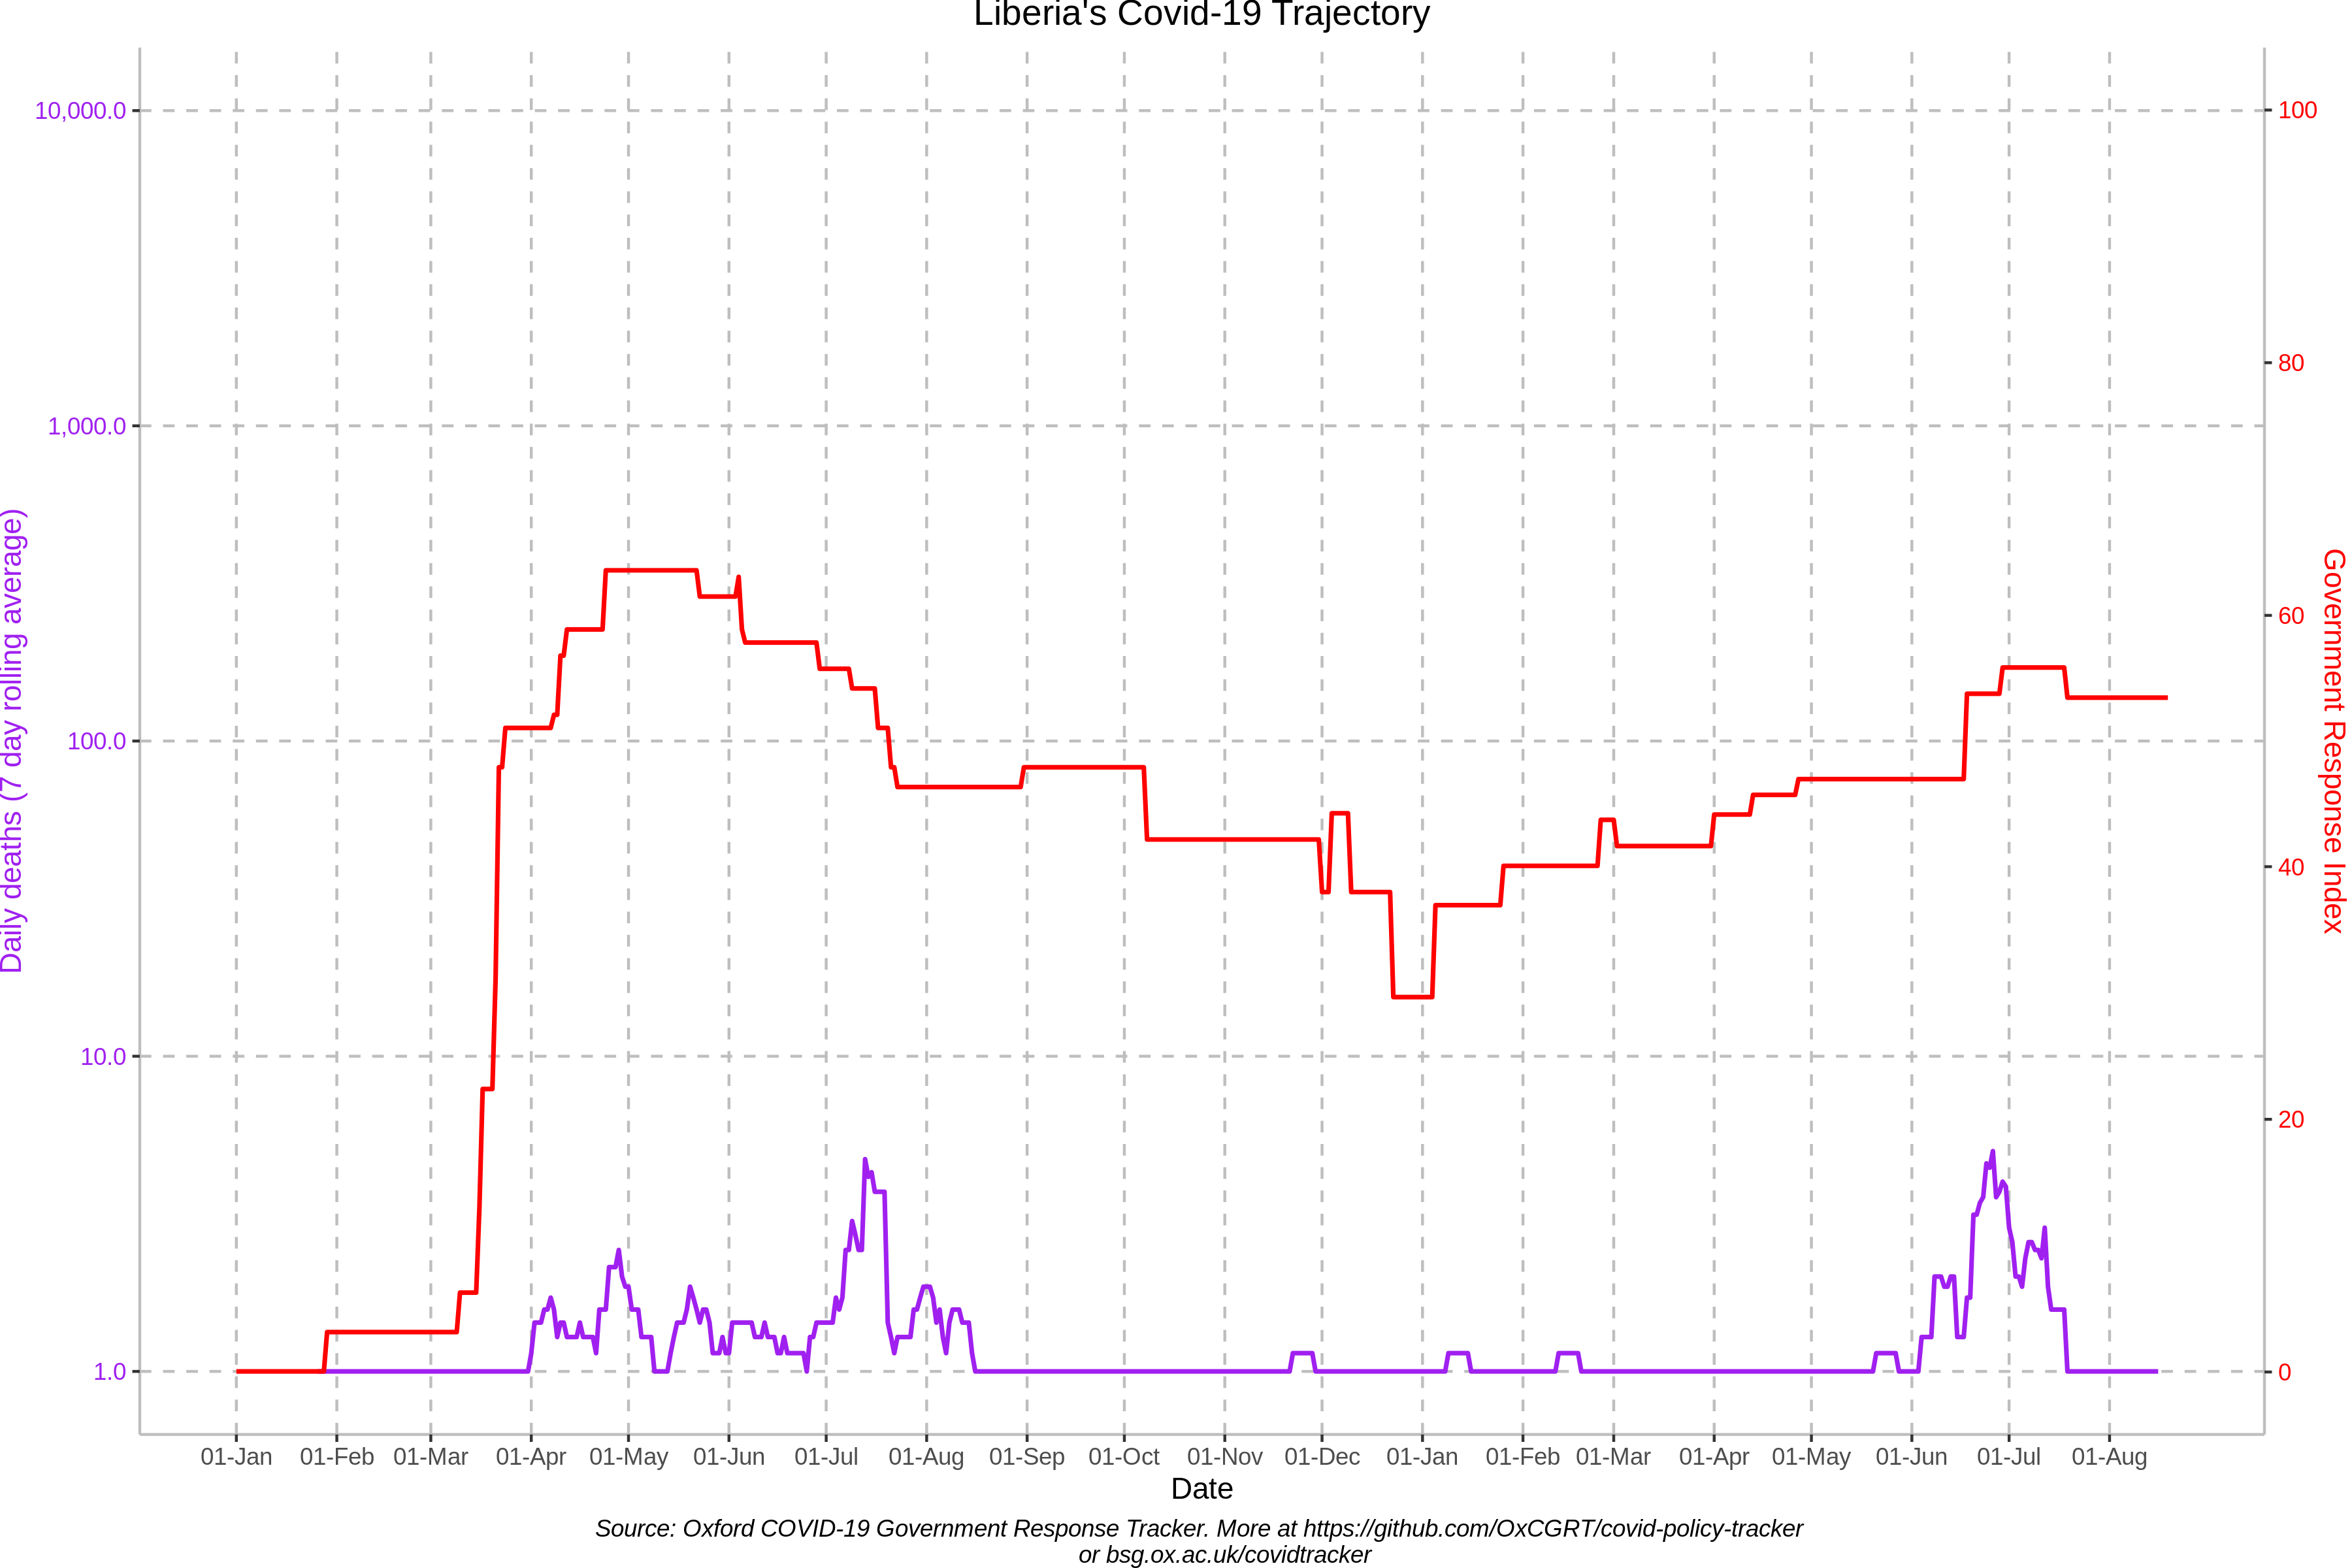 Liberia's Covid-19 Trajectory
10,000.0
1,000.0
100.0
10.0
1.0
Daily deaths (7 day rolling average)
100
80
60
40
20
0
Government Response Index
01-Jan 01-Feb 01-Mar 01-Apr 01-May 01-Jun 01-Jul 01-Aug 01-Sep 01-Oct 01-Nov 01-Dec 01-Jan 01-Feb 01-Mar 01-Apr 01-May 01-Jun 01-Jul 01-Aug
Date
Source: Oxford COVID-19 Government Response Tracker. More at https://github.com/OxCGRT/covid-policy-tracker
or bsg.ox.ac.uk/covidtracker